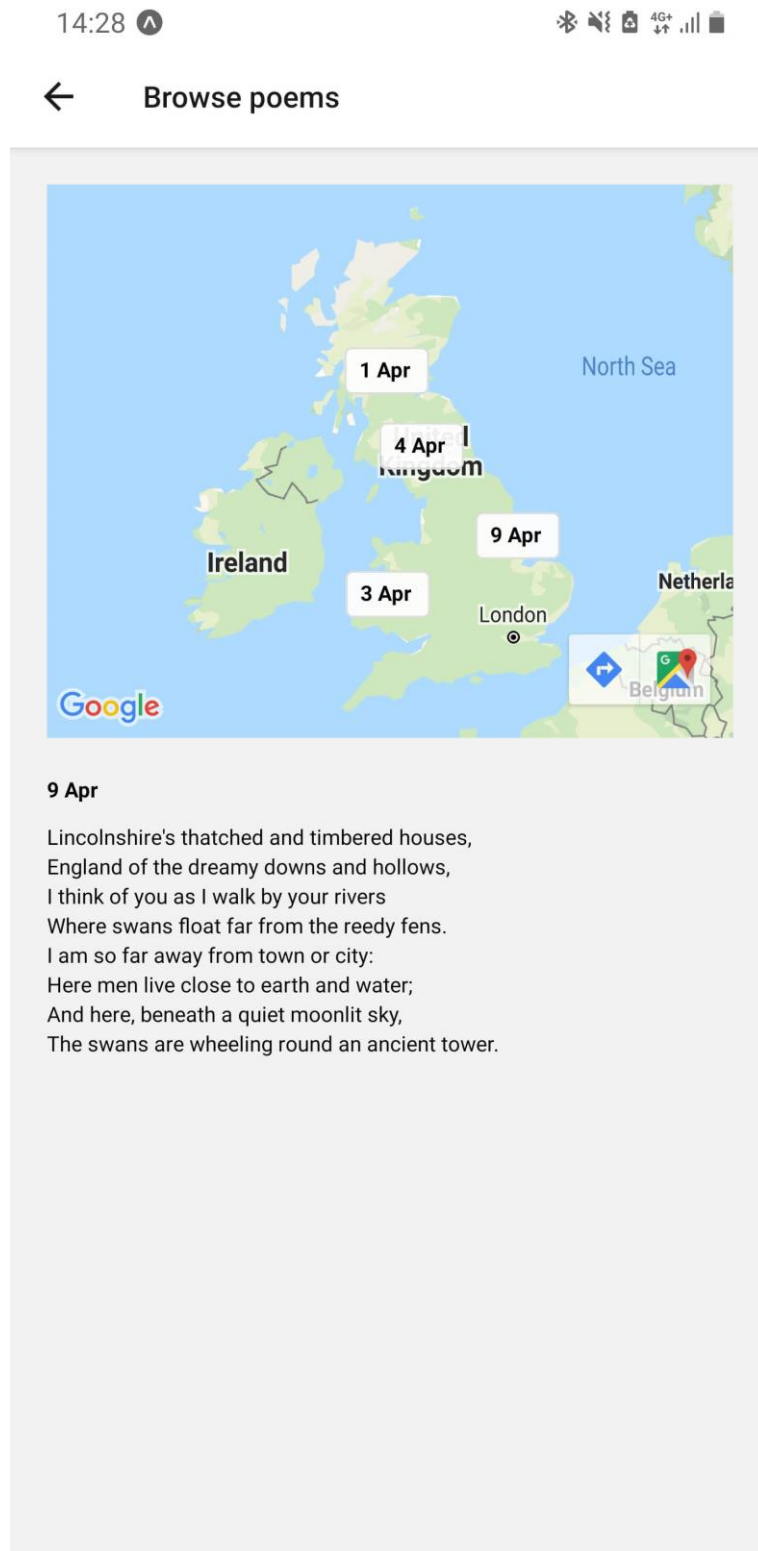 14:28
4G+
Browse poems
North Sea
1 Apr
United
4 Apr
Kingdom
9 Apr
Ireland
3 Apr
Netherla
London
G
Belgium
Google
9 Apr
Lincolnshire's thatched and timbered houses,
England of the dreamy downs and hollows,
I think of you as I walk by your rivers
Where swans float far from the reedy fens.
I am so far away from town or city:
Here men live close to earth and water;
And here, beneath a quiet moonlit sky,
The swans are wheeling round an ancient tower.